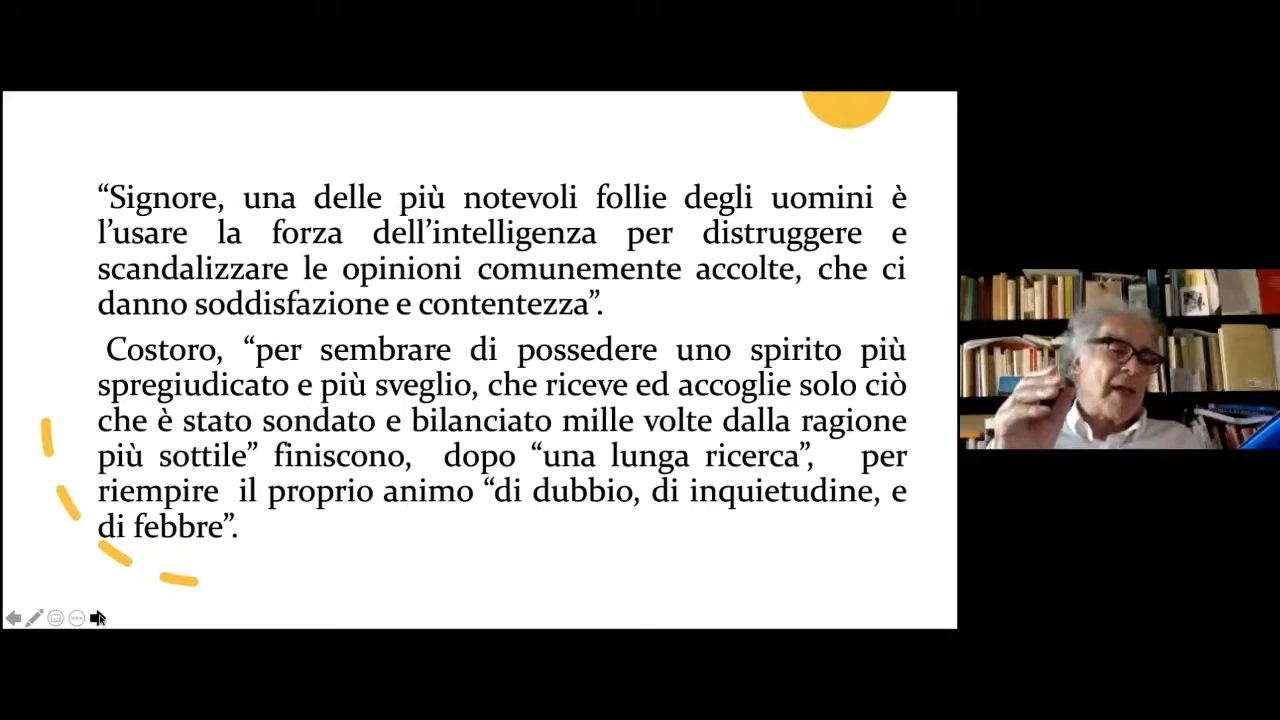 “Signore, una delle più notevoli follie degli uomini è
l’usare la forza dell’intelligenza per distruggere e
scandalizzare le opinioni comunemente accolte, che ci
danno soddisfazione e contentezza”.
Costoro, “per sembrare di possedere uno spirito più
spregiudicato e più sveglio, che riceve ed accoglie solo ciò
che è stato sondato e bilanciato mille volte dalla ragione
più sottile” finiscono, dopo “una lunga ricerca”, per
riempire il proprio animo “di dubbio, di inquietudine, e
di febbre”.